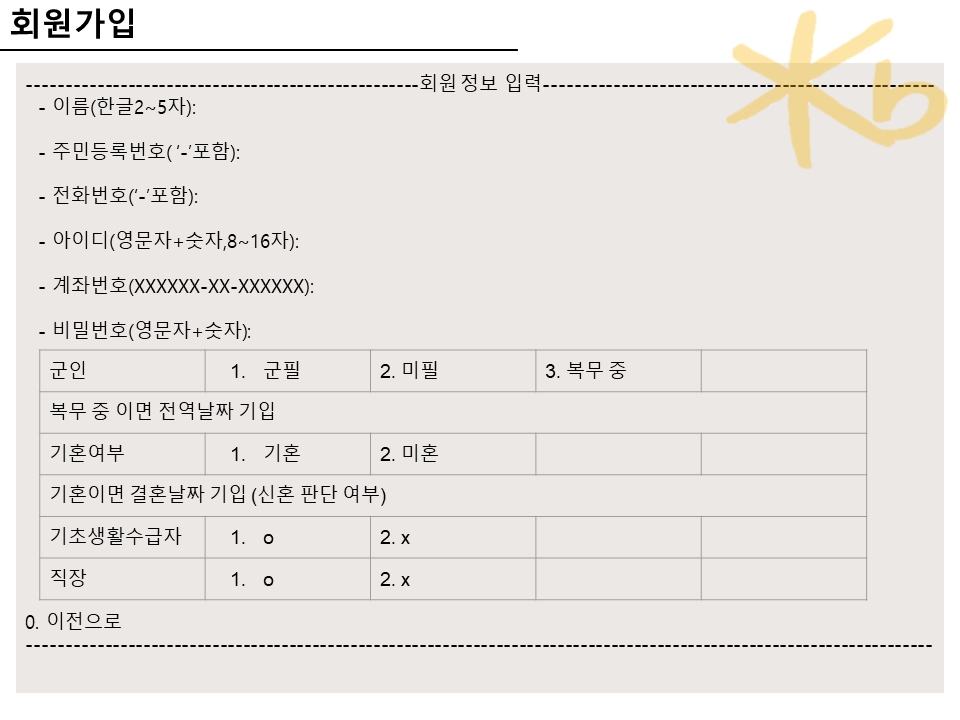 회원가입
------------------------------------------------회원 정보 입력------------------------------------------------
- 이름(한글2~5자):
- 주민등록번호( ‘-’포함):
- 전화번호(‘-’포함):
- 아이디(영문자+숫자,8~16자):
- 계좌번호(XXXXXX-XX-XXXXXX):
- 비밀번호(영문자+숫자):
군인 1. 군필 2. 미필 3. 복무 중
복무 중 이면 전역날짜 기입
기혼여부 1. 기혼 2. 미혼
기혼이면 결혼날짜 기입 (신혼 판단 여부)
기초생활수급자 1. o 2. x
직장 1. o 2. x
0. 이전으로
----------------------------------------------------------------------------------------------------------------